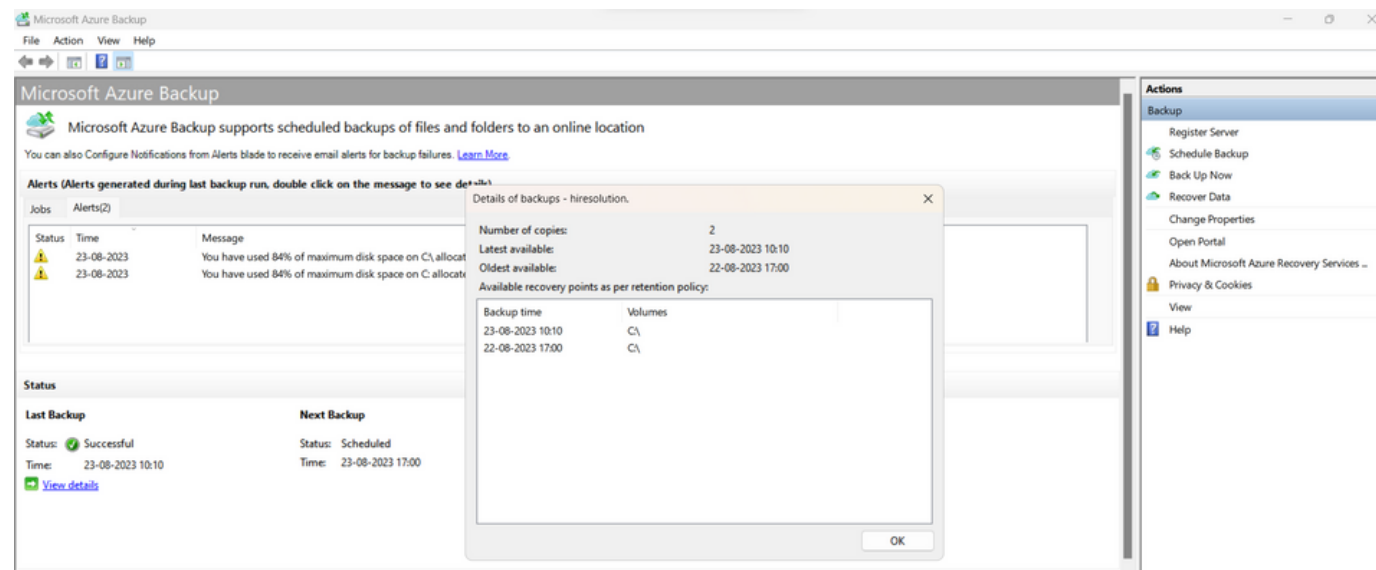 Microsoft Azure Backup
File Action View Help
Microsoft Azure Backup
Microsoft Azure Backup supports scheduled backups of files and folders to an online location
You can also Configure Notifications from Alerts blade to receive email alerts for backup failures. Learn More.
Alerts (Alerts generated during last backup run, double click on the message to see details)
Jobs Alerts(2)
Status Time Message
23-08-2023 You have used 84% of maximum disk space on C:\ allocat
23-08-2023 You have used 84% of maximum disk space on C: allocate
Status
Last Backup Next Backup
Status: Successful Status: Scheduled
Time: 23-08-2023 10:10 Time: 23-08-2023 17:00
View details
Details of backups - hiresolution.
Number of copies: 2
Latest available: 23-08-2023 10:10
Oldest available: 22-08-2023 17:00
Available recovery points as per retention policy:
Backup time Volumes
23-08-2023 10:10 C:\
22-08-2023 17:00 C:\
OK
Actions
Backup
Register Server
Schedule Backup
Back Up Now
Recover Data
Change Properties
Open Portal
About Microsoft Azure Recovery Services ...
Privacy & Cookies
View
Help